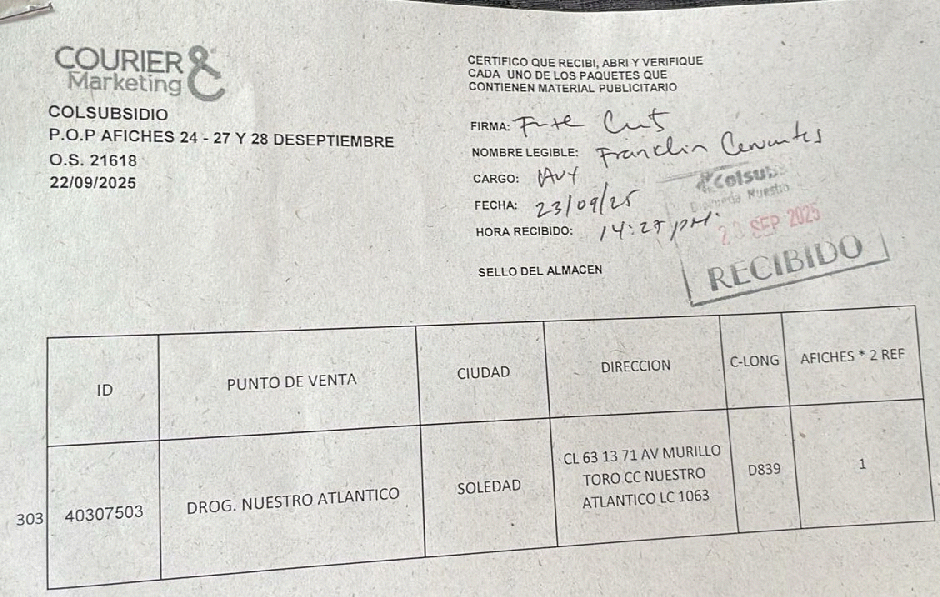 COURIER &
Marketing
COLSUBSIDIO
P.O.P AFICHES 24 - 27 Y 28 DESEPTIEMBRE
O.S. 21618
22/09/2025
CERTIFICO QUE RECIBI, ABRI Y VERIFIQUE
CADA UNO DE LOS PAQUETES QUE
CONTIENEN MATERIAL PUBLICITARIO
FIRMA:
NOMBRE LEGIBLE: Franclin Cervantes
CARGO:
FECHA: 23/09/25
HORA RECIBIDO: 14:25 pm.
SELLO DEL ALMACEN
Colsub
Nuestro
SEP 2025
RECIBIDO
ID PUNTO DE VENTA CIUDAD DIRECCION C-LONG AFICHES * 2 REF
303 40307503 DROG. NUESTRO ATLANTICO SOLEDAD CL 63 13 71 AV MURILLO
TORO CC NUESTRO
ATLANTICO LC 1063 D839 1